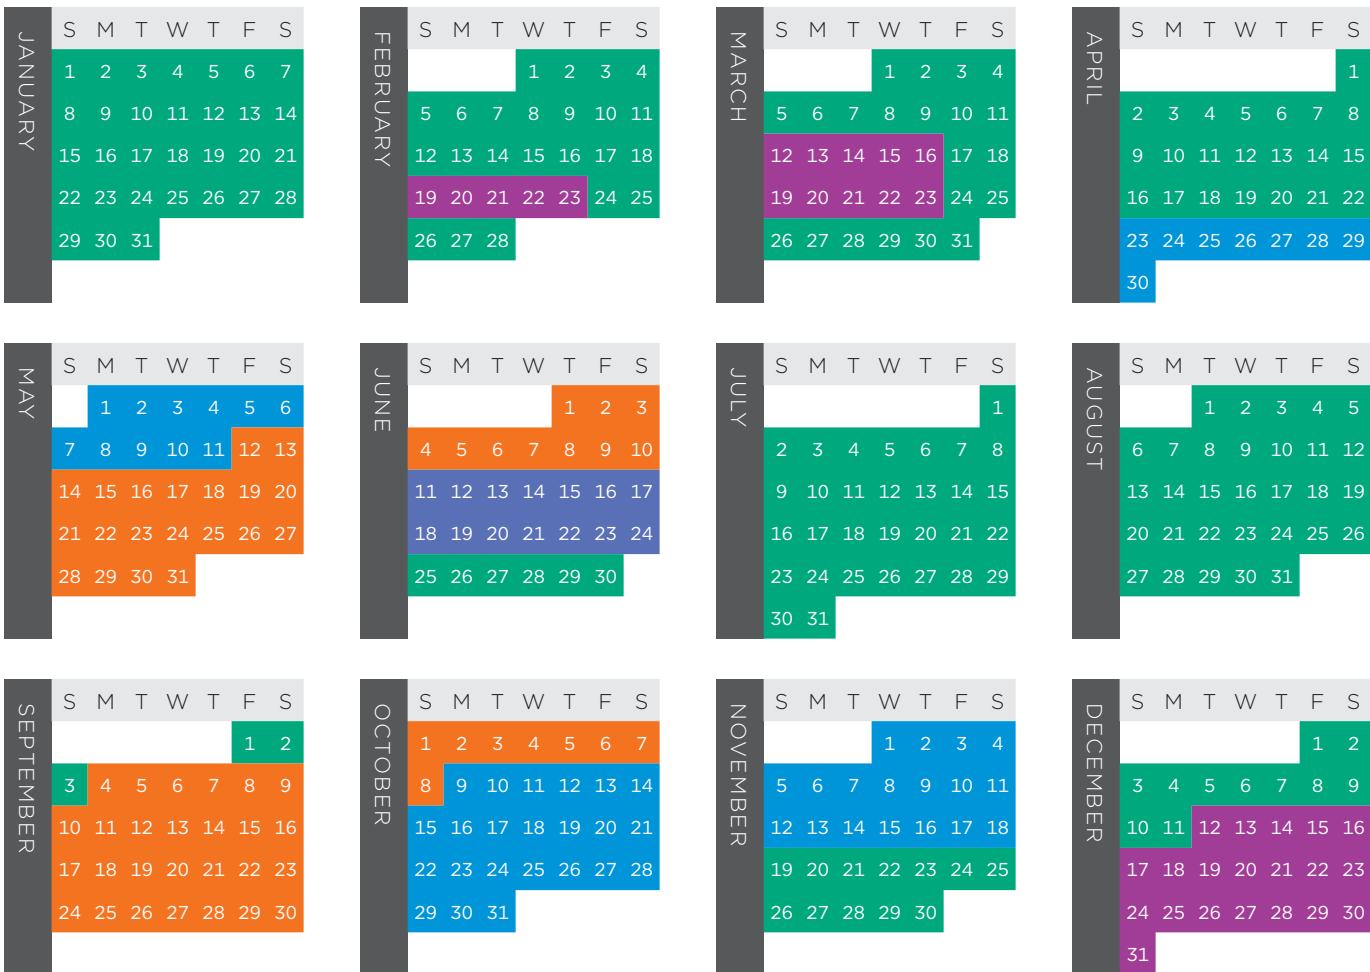 JANUARY
S M T W T F S
1 2 3 4 5 6 7
8 9 10 11 12 13 14
15 16 17 18 19 20 21
22 23 24 25 26 27 28
29 30 31
FEBRUARY
S M T W T F S
1 2 3 4
5 6 7 8 9 10 11
12 13 14 15 16 17 18
19 20 21 22 23 24 25
26 27 28
MARCH
S M T W T F S
1 2 3 4
5 6 7 8 9 10 11
12 13 14 15 16 17 18
19 20 21 22 23 24 25
26 27 28 29 30 31
APRIL
S M T W T F S
1
2 3 4 5 6 7 8
9 10 11 12 13 14 15
16 17 18 19 20 21 22
23 24 25 26 27 28 29
30
MAY
S M T W T F S
1 2 3 4 5 6
7 8 9 10 11 12 13
14 15 16 17 18 19 20
21 22 23 24 25 26 27
28 29 30 31
JUNE
S M T W T F S
1 2 3
4 5 6 7 8 9 10
11 12 13 14 15 16 17
18 19 20 21 22 23 24
25 26 27 28 29 30
JULY
S M T W T F S
1
2 3 4 5 6 7 8
9 10 11 12 13 14 15
16 17 18 19 20 21 22
23 24 25 26 27 28 29
30 31
AUGUST
S M T W T F S
1 2 3 4 5
6 7 8 9 10 11 12
13 14 15 16 17 18 19
20 21 22 23 24 25 26
27 28 29 30 31
SEPTEMBER
S M T W T F S
1 2
3 4 5 6 7 8 9
10 11 12 13 14 15 16
17 18 19 20 21 22 23
24 25 26 27 28 29 30
OCTOBER
S M T W T F S
1 2 3 4 5 6 7
8 9 10 11 12 13 14
15 16 17 18 19 20 21
22 23 24 25 26 27 28
29 30 31
NOVEMBER
S M T W T F S
1 2 3 4
5 6 7 8 9 10 11
12 13 14 15 16 17 18
19 20 21 22 23 24 25
26 27 28 29 30
DECEMBER
S M T W T F S
1 2
3 4 5 6 7 8 9
10 11 12 13 14 15 16
17 18 19 20 21 22 23
24 25 26 27 28 29 30
31